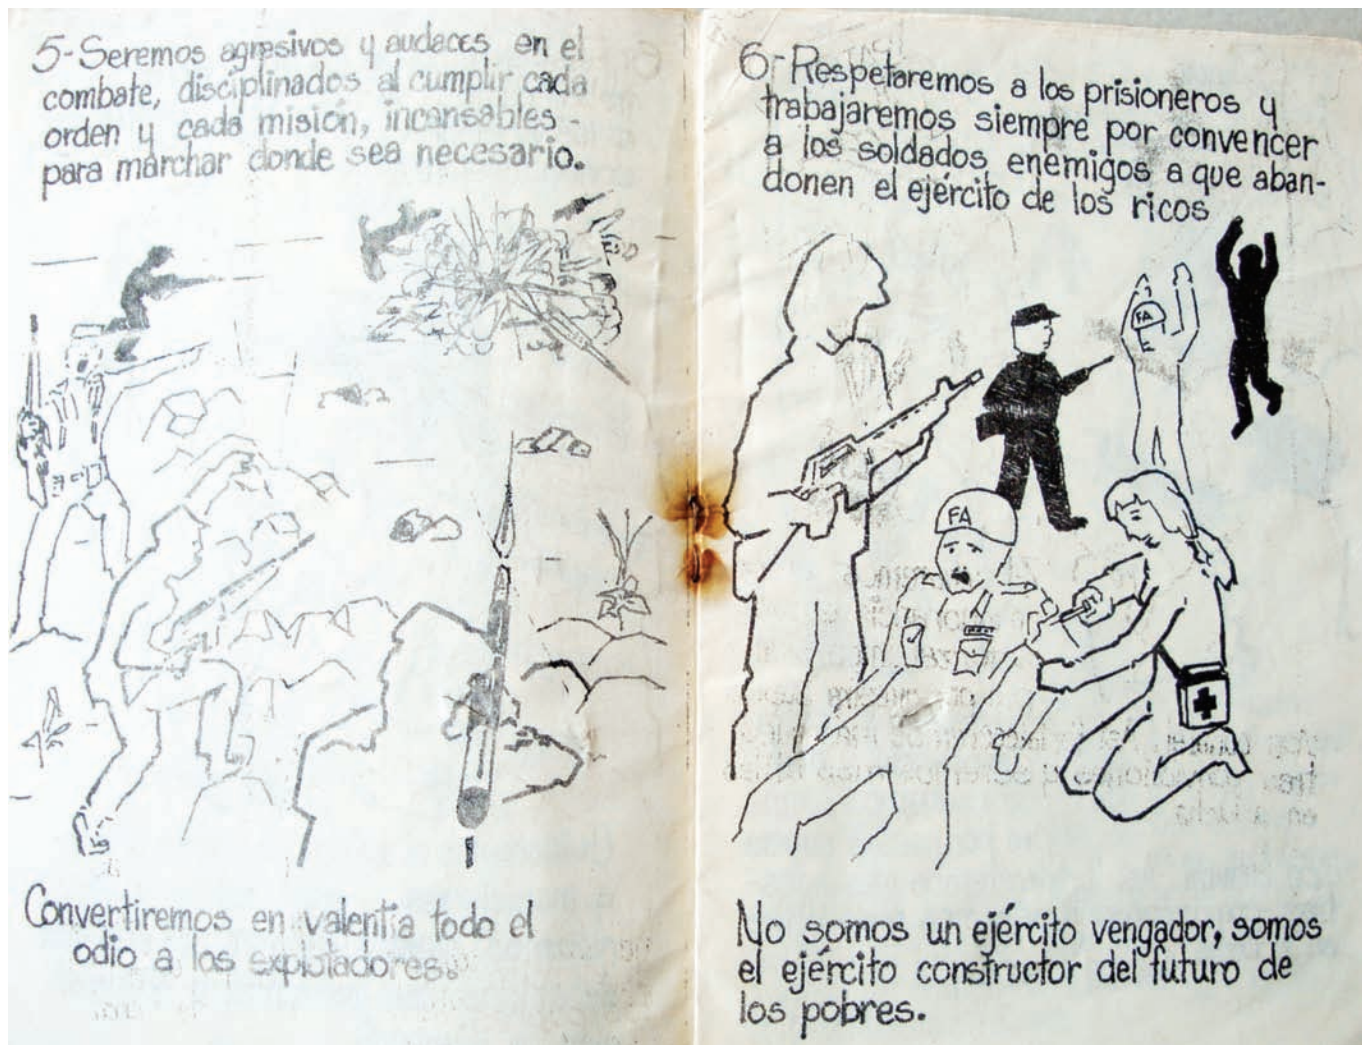 5-Seremos agresivos y audaces en el
combate, disciplinados al cumplir cada
orden y cada misión, incansables -
para marchar donde sea necesario.
Convertiremos en valentia todo el
odio a los explotadores.
6-Respetaremos a los prisioneros y
trabajaremos siempre por convencer
a los soldados enemigos a que aban-
donen el ejército de los ricos
FA
FA
No somos un ejército vengador, somos
el ejército constructor del futuro de
los pobres.